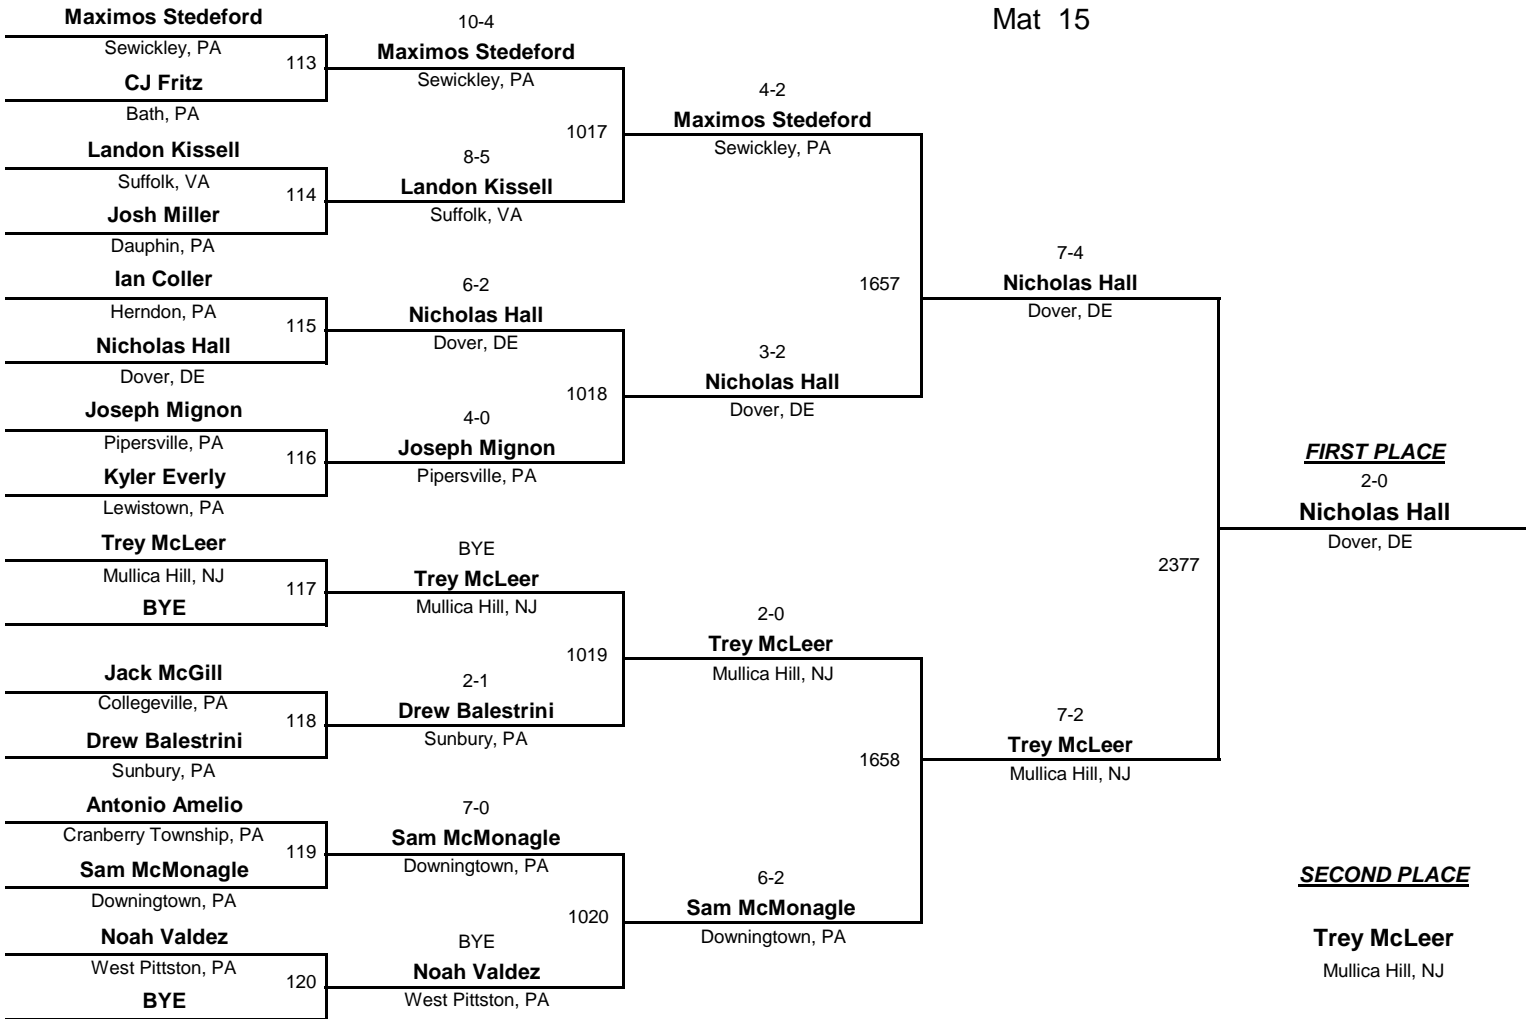 Mat 15
Maximos Stedeford
Sewickley, PA
113
CJ Fritz
Bath, PA
Landon Kissell
Suffolk, VA
114
Josh Miller
Dauphin, PA
Ian Coller
Herndon, PA
115
Nicholas Hall
Dover, DE
Joseph Mignon
Pipersville, PA
116
Kyler Everly
Lewistown, PA
Trey McLeer
Mullica Hill, NJ
117
BYE
Jack McGill
Collegeville, PA
118
Drew Balestrini
Sunbury, PA
Antonio Amelio
Cranberry Township, PA
119
Sam McMonagle
Downingtown, PA
Noah Valdez
West Pittston, PA
120
BYE
10-4
Maximos Stedeford
Sewickley, PA
1017
8-5
Landon Kissell
Suffolk, VA
6-2
Nicholas Hall
Dover, DE
1018
4-0
Joseph Mignon
Pipersville, PA
BYE
Trey McLeer
Mullica Hill, NJ
1019
2-1
Drew Balestrini
Sunbury, PA
7-0
Sam McMonagle
Downingtown, PA
1020
BYE
Noah Valdez
West Pittston, PA
4-2
Maximos Stedeford
Sewickley, PA
1657
3-2
Nicholas Hall
Dover, DE
2-0
Trey McLeer
Mullica Hill, NJ
1658
6-2
Sam McMonagle
Downingtown, PA
7-4
Nicholas Hall
Dover, DE
2377
7-2
Trey McLeer
Mullica Hill, NJ
FIRST PLACE
2-0
Nicholas Hall
Dover, DE
SECOND PLACE
Trey McLeer
Mullica Hill, NJ